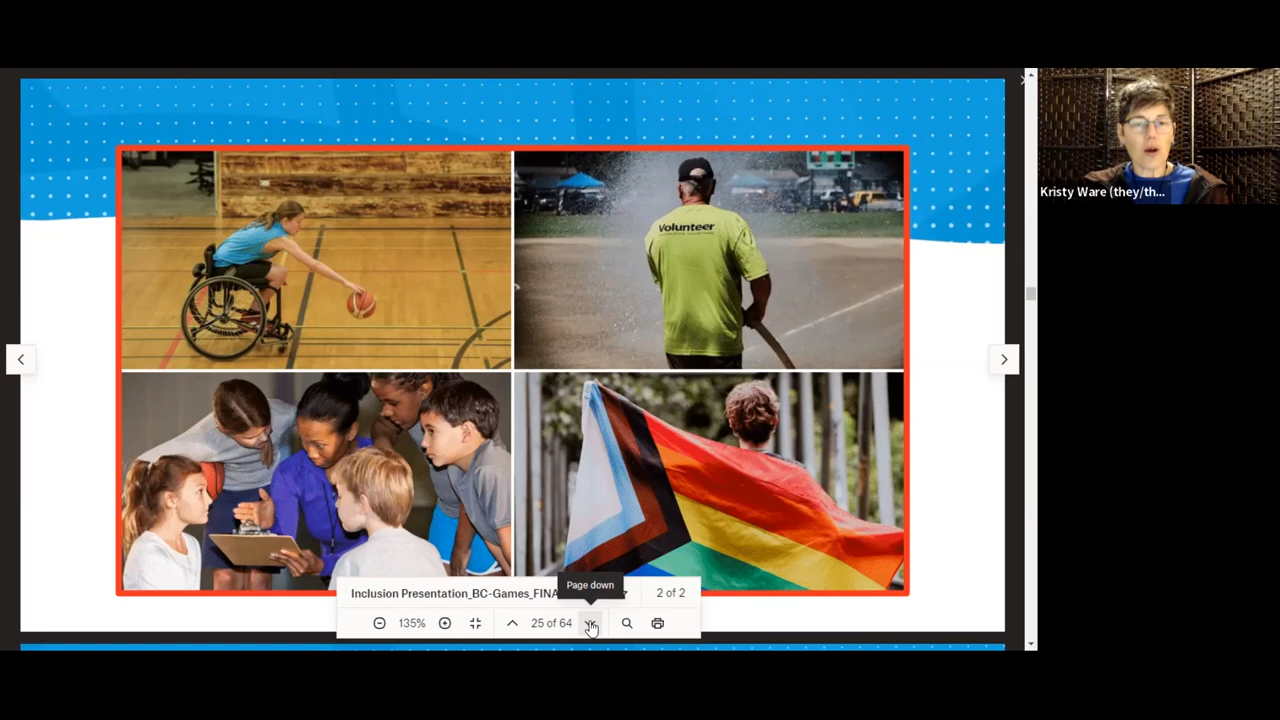 Volunteer
Kristy Ware (they/th...
Page down
Inclusion Presentation_BC-Games_FINA
2 of 2
135%
25 of 64